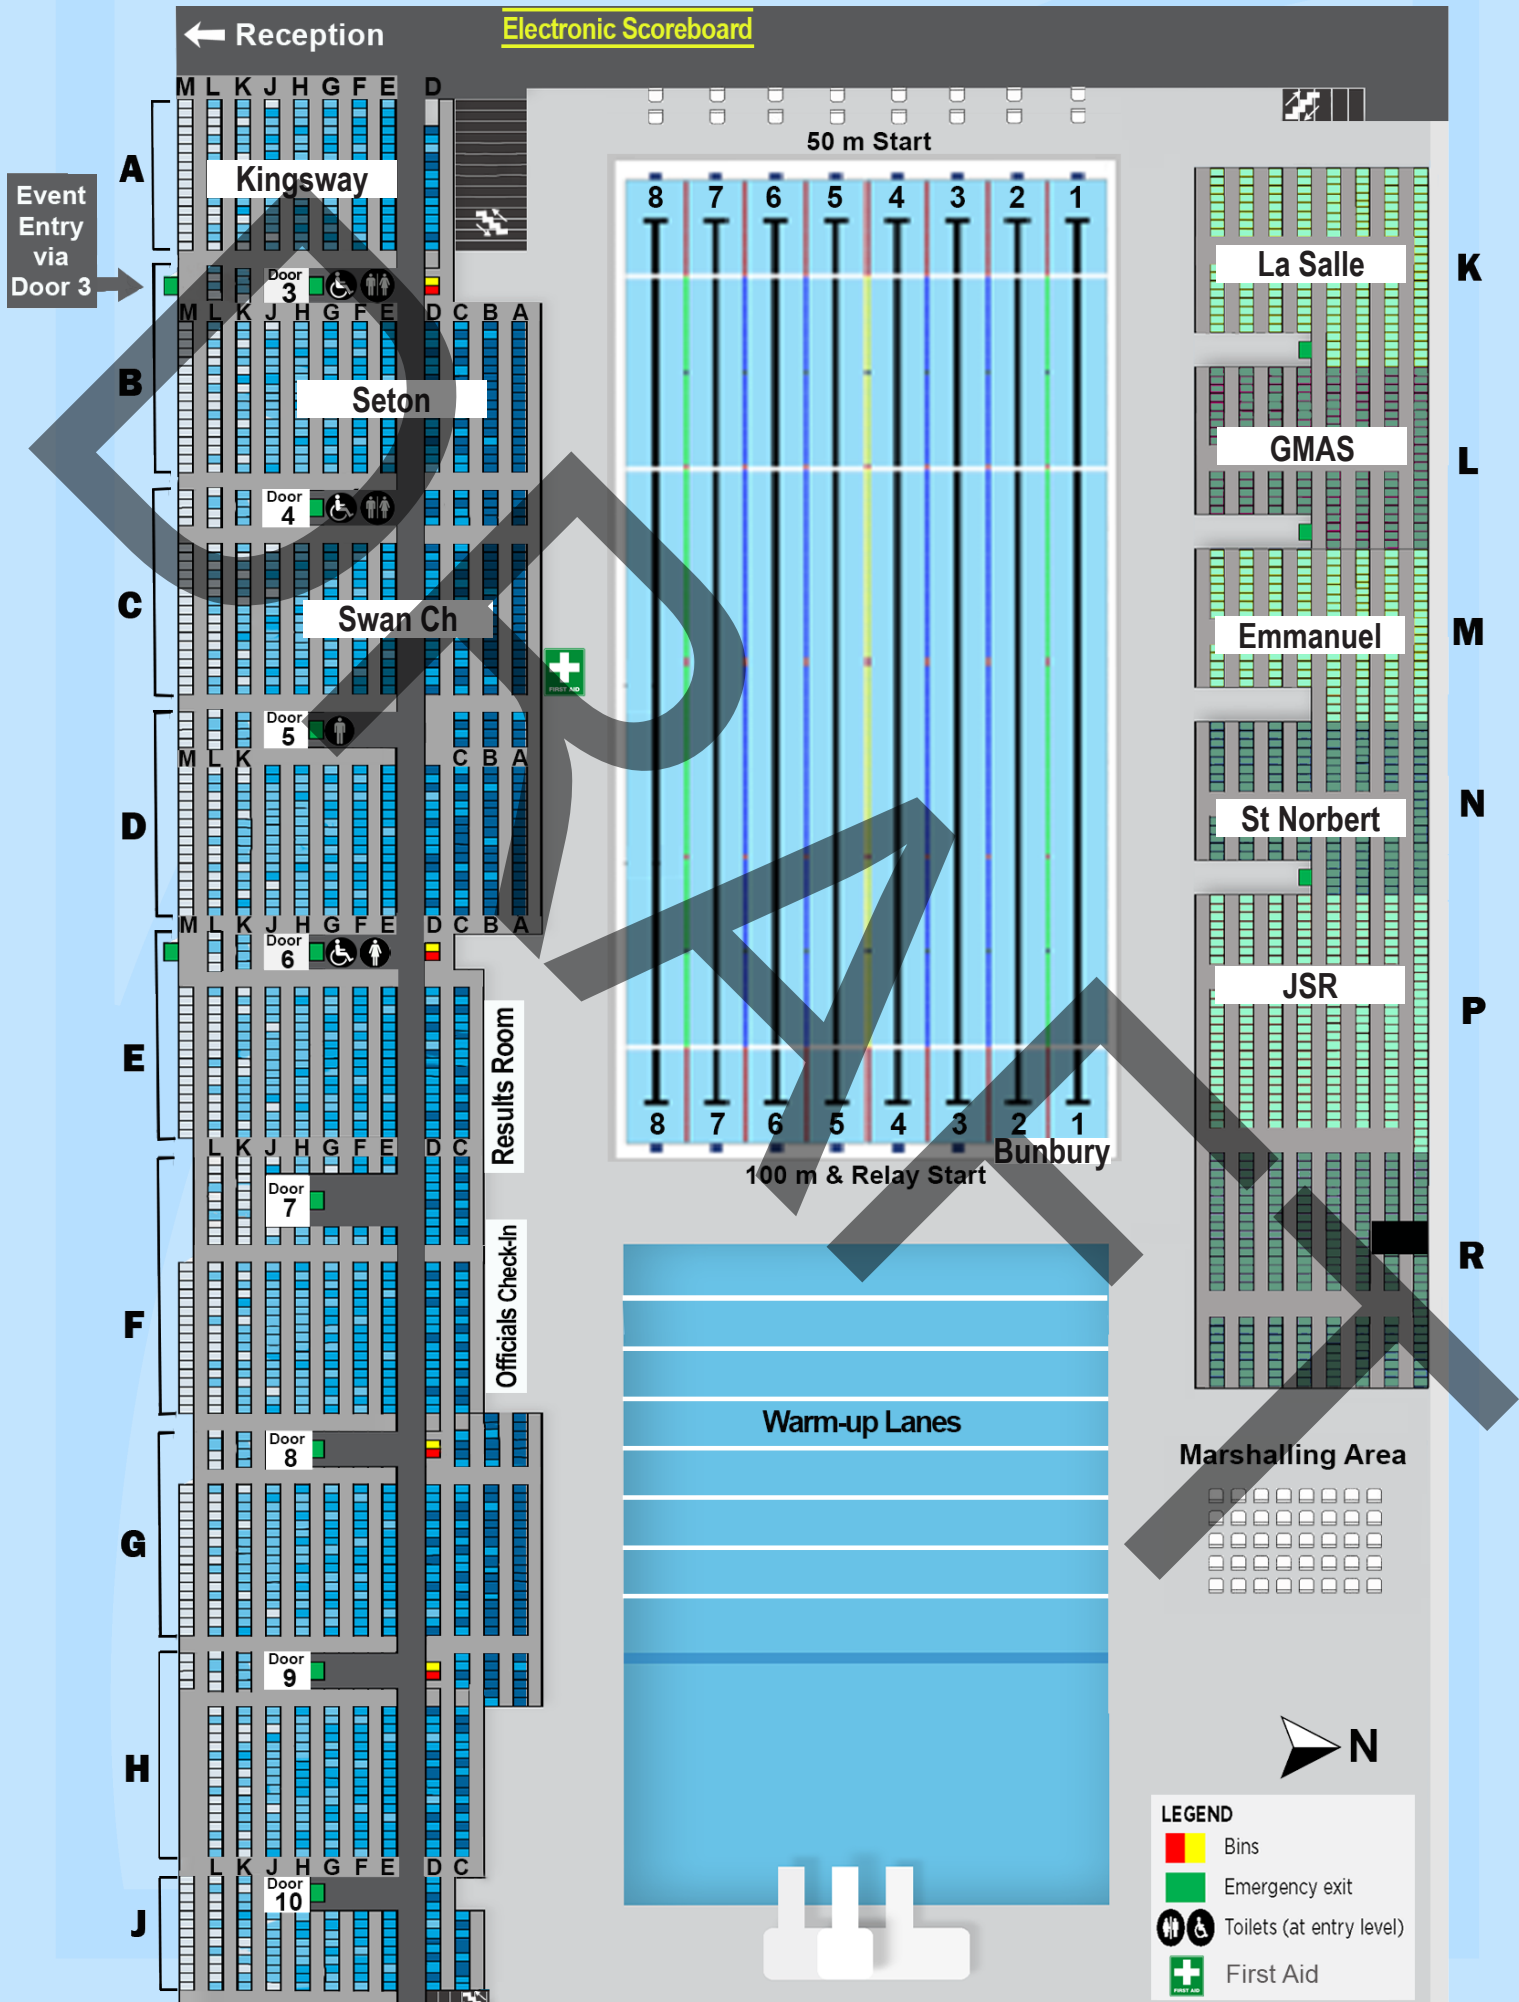 Reception
Electronic Scoreboard
M L K J H G F E D
50 m Start
A
Kingsway
8 7 6 5 4 3 2 1
Event
Entry
via
Door 3
La Salle
K
Door
3
M L K J H G F E D C B A
B
Seton
GMAS
L
Door
4
C
Swan Ch
Emmanuel
M
FIRST AID
Door
5
M L K C B A
D
St Norbert
N
M L K J H G F E D C B A
Door
6
JSR
P
E
Results Room
8 7 6 5 4 3 2 1
L K J H G F E D C
Bunbury
100 m & Relay Start
Door
7
R
Officials Check-In
F
Warm-up Lanes
Door
8
Marshalling Area
G
Door
9
H
N
LEGEND
Bins
L K J H G F E D C
Door
10
Emergency exit
J
Toilets (at entry level)
First Aid
FIRST AID
DRAFT